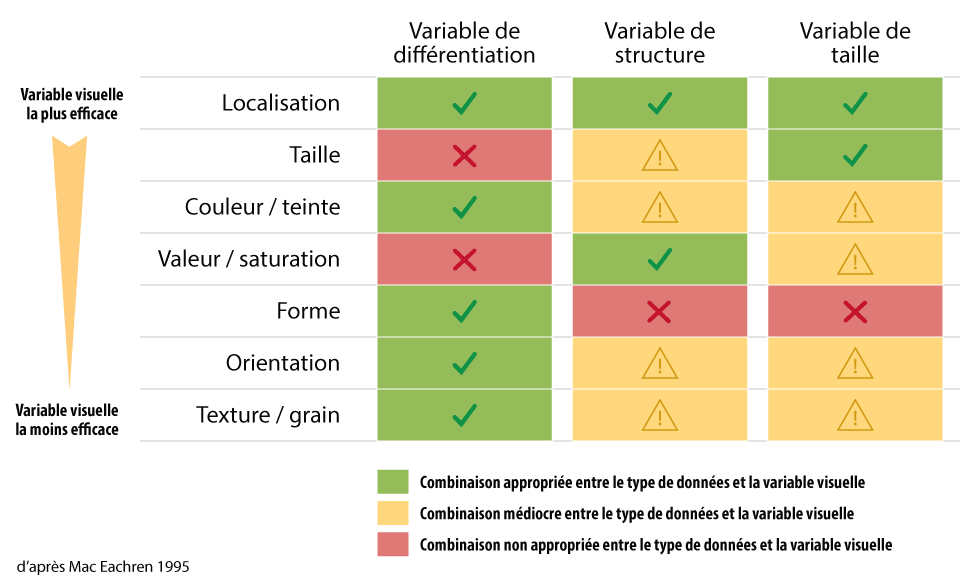 Variable de
différentiation
Variable de
structure
Variable de
taille
Variable visuelle
la plus efficace
Localisation
Taille
Couleur / teinte
Valeur / saturation
Forme
Orientation
Texture / grain
Variable visuelle
la moins efficace
Combinaison appropriée entre le type de données et la variable visuelle
Combinaison médiocre entre le type de données et la variable visuelle
Combinaison non appropriée entre le type de données et la variable visuelle
d’après Mac Eachren 1995